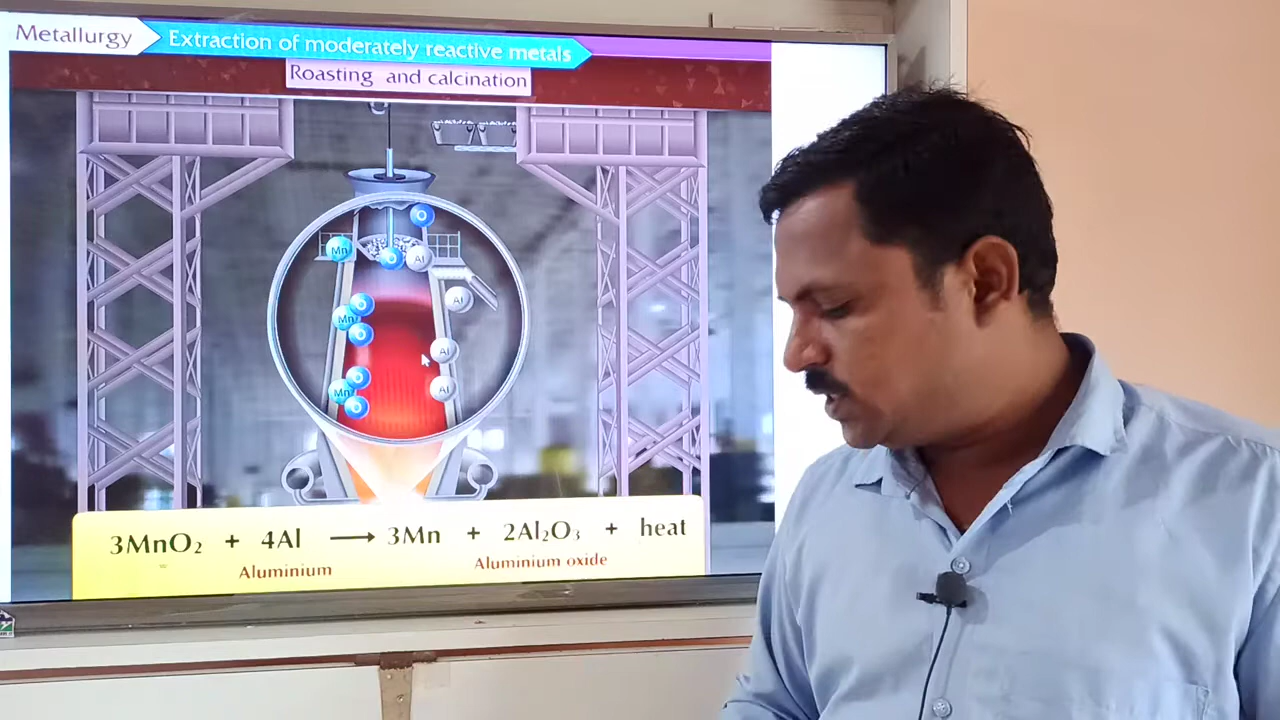 Metallurgy
Extraction of moderately reactive metals
Roasting and calcination
O
Mn
O
Al
O
Al
Mn
O
Al
O
Al
Mn
O
3MnO₂ + 4Al ⟶ 3Mn + 2Al₂O₃ + heat
Aluminium
Aluminium oxide